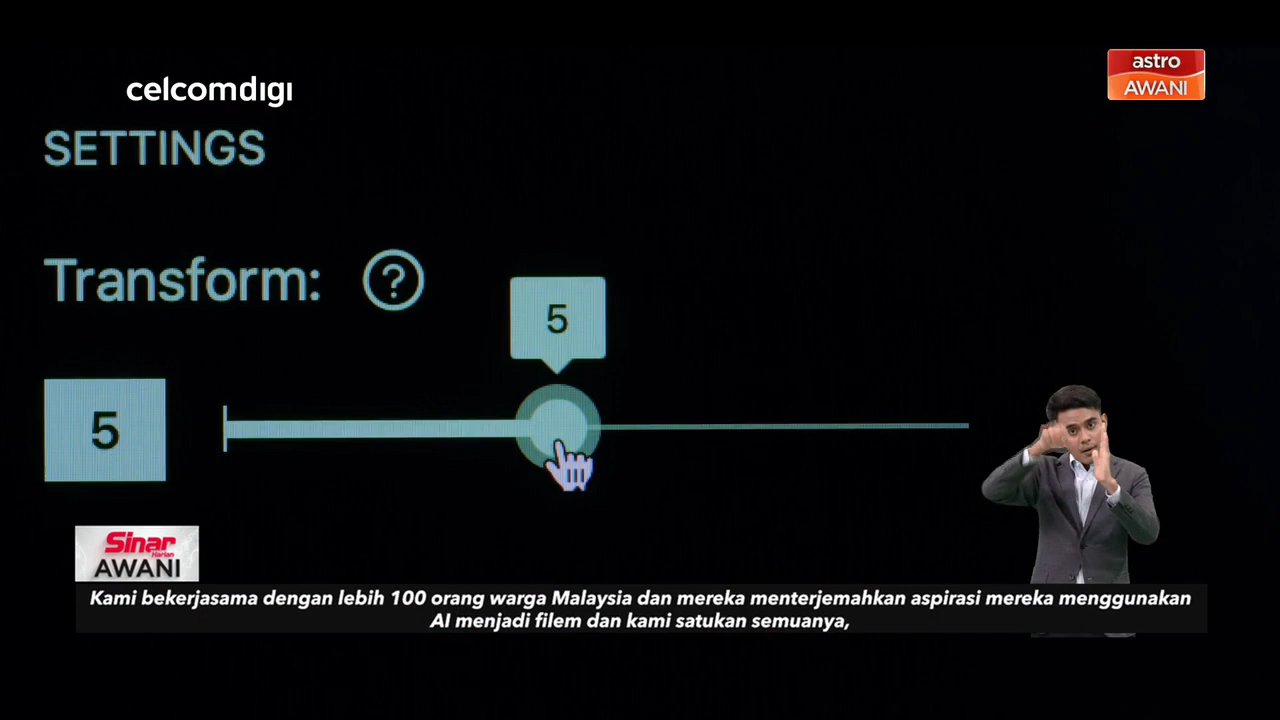 celcomdigi
astro
AWANI
SETTINGS
Transform: ?
5
5
Sinar
Harian
AWANI
Kami bekerjasama dengan lebih 100 orang warga Malaysia dan mereka menterjemahkan aspirasi mereka menggunakan
AI menjadi filem dan kami satukan semuanya,